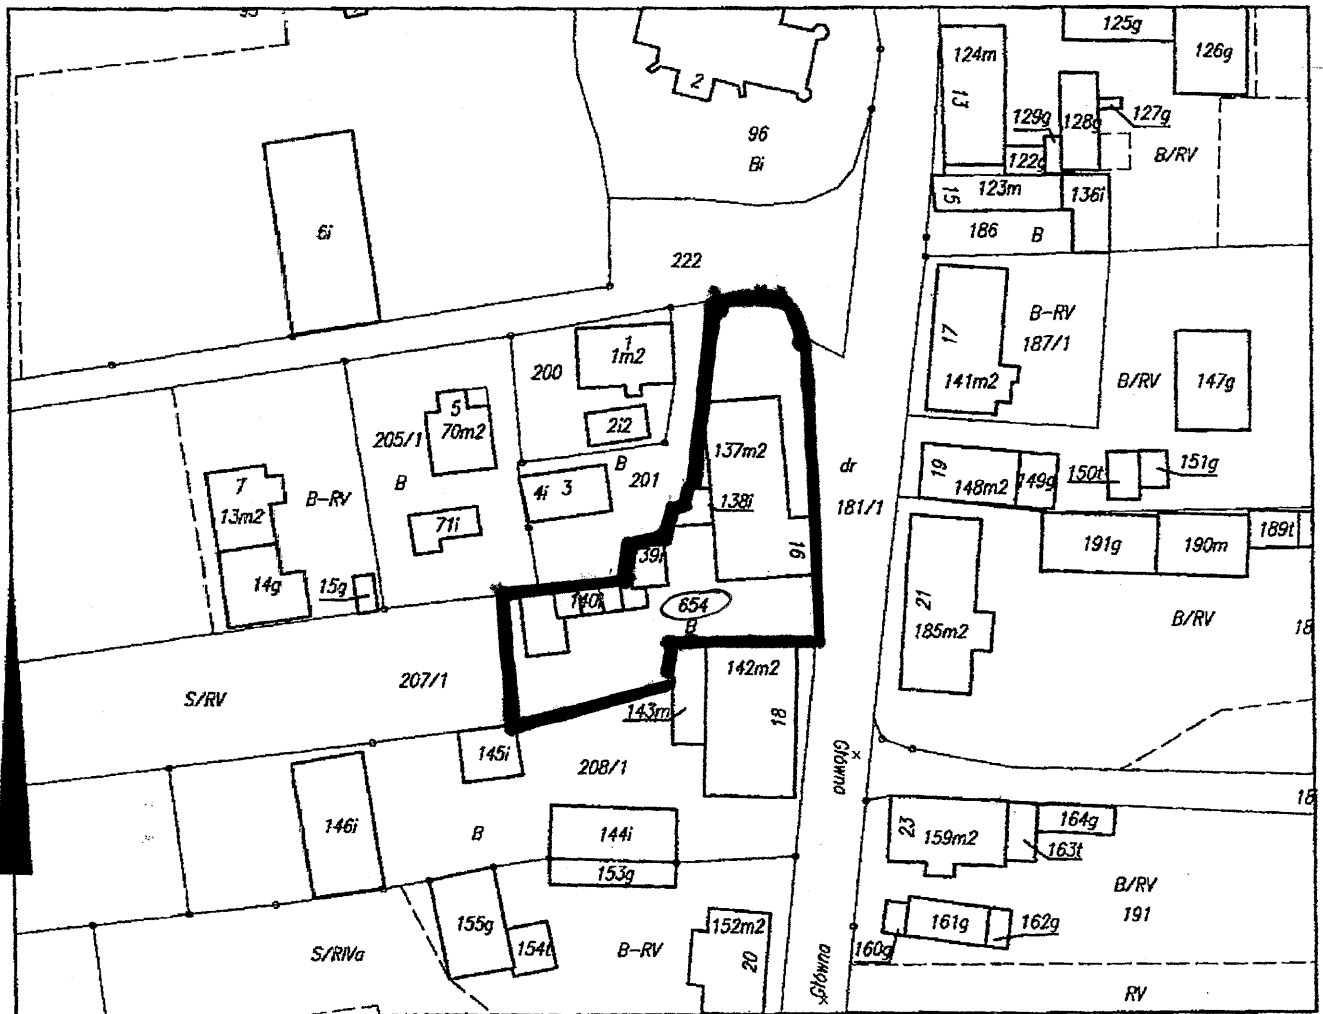 125g
124m
126g
2
13
127g
129g
128g
96
B/RV
122g
Bi
123m
136i
15
6i
186
B
222
B-RV
17
187/1
1
1m2
200
B/RV
147g
141m2
5
2i2
205/1
70m2
137m2
B
dr
19
151g
7
B
4i
3
201
150t
148m2
149g
B-RV
138i
181/1
13m2
71i
189t
191g
190m
16
39i
14g
15g
140i
654
21
B
B/RV
18
185m2
142m2
207/1
S/RV
143m
18
145i
208/1
Główna
18
146i
B
144i
23
159m2
164g
163t
153g
B/RV
191
155g
152m2
161g
162g
154t
B-RV
20
160g
S/RIVa
Główna
RV